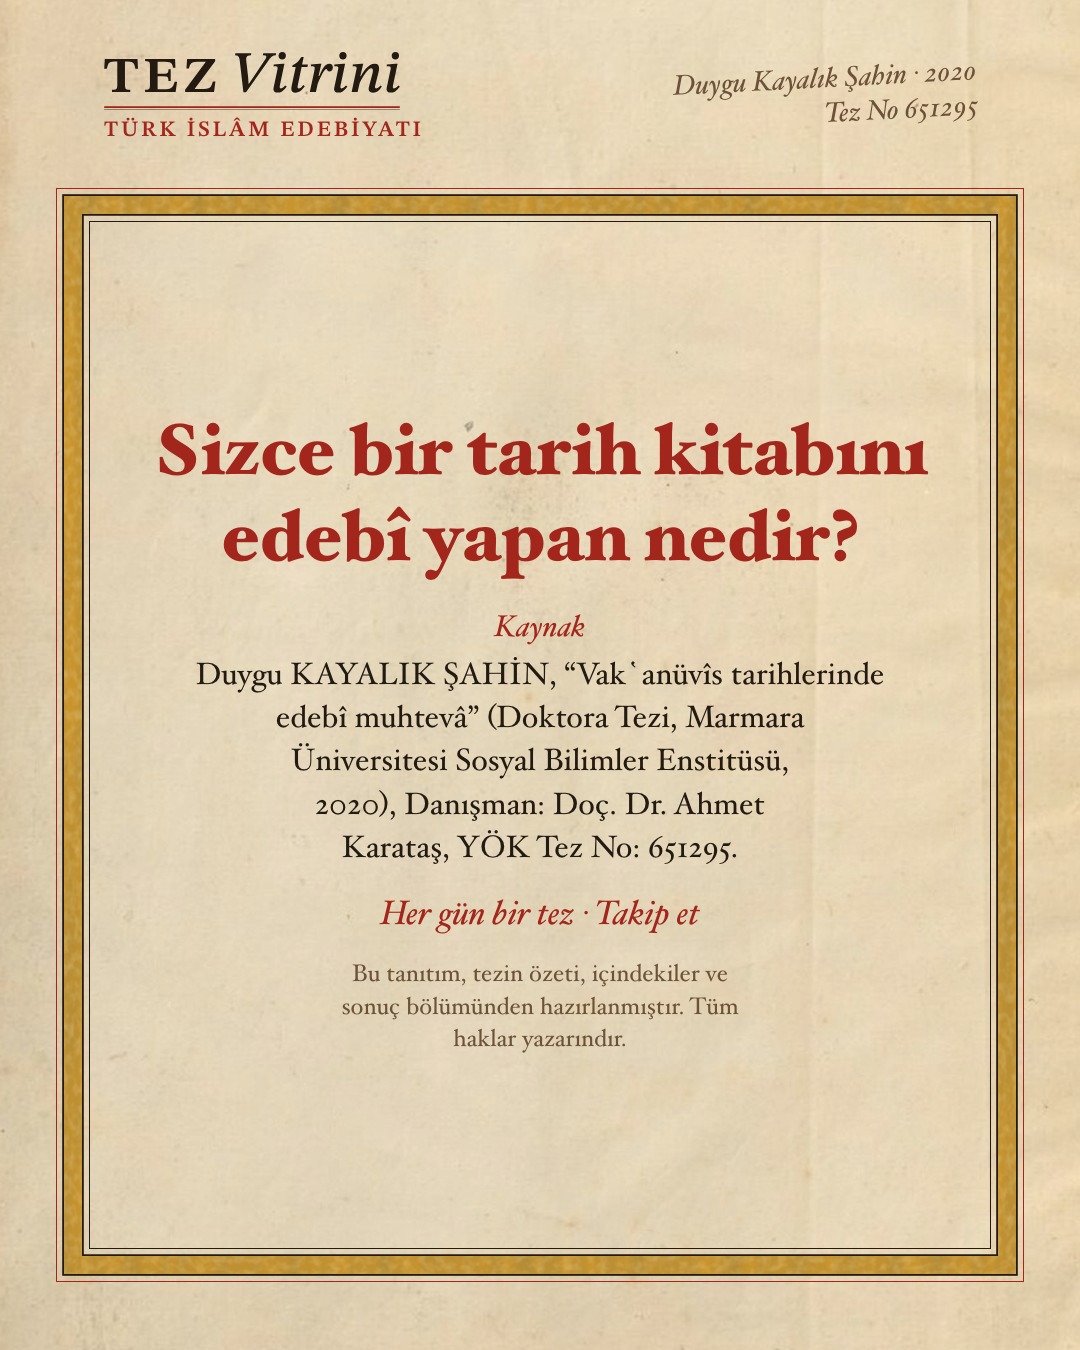 TEZ Vitrini
TÜRK İSLÂM EDEBİYATI
Duygu Kayalık Şahin · 2020
Tez No 651295
Sizce bir tarih kitabını
edebî yapan nedir?
Kaynak
Duygu KAYALIK ŞAHİN, “Vakʽanüvîs tarihlerinde
edebî muhtevâ” (Doktora Tezi, Marmara
Üniversitesi Sosyal Bilimler Enstitüsü,
2020), Danışman: Doç. Dr. Ahmet
Karataş, YÖK Tez No: 651295.
Her gün bir tez · Takip et
Bu tanıtım, tezin özeti, içindekiler ve
sonuç bölümünden hazırlanmıştır. Tüm
haklar yazarındır.